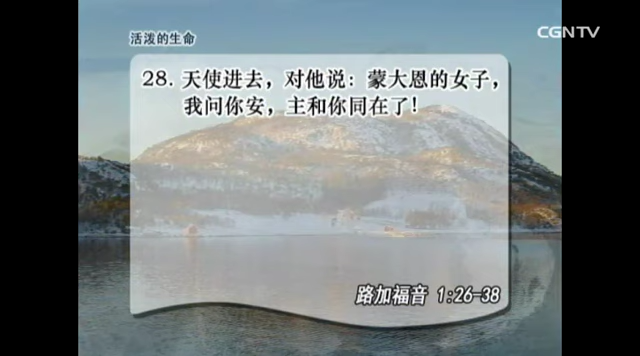 活泼的生命
CGNTV
28. 天使进去，对他说：蒙大恩的女子，
我问你安，主和你同在了！
路加福音 1:26-38